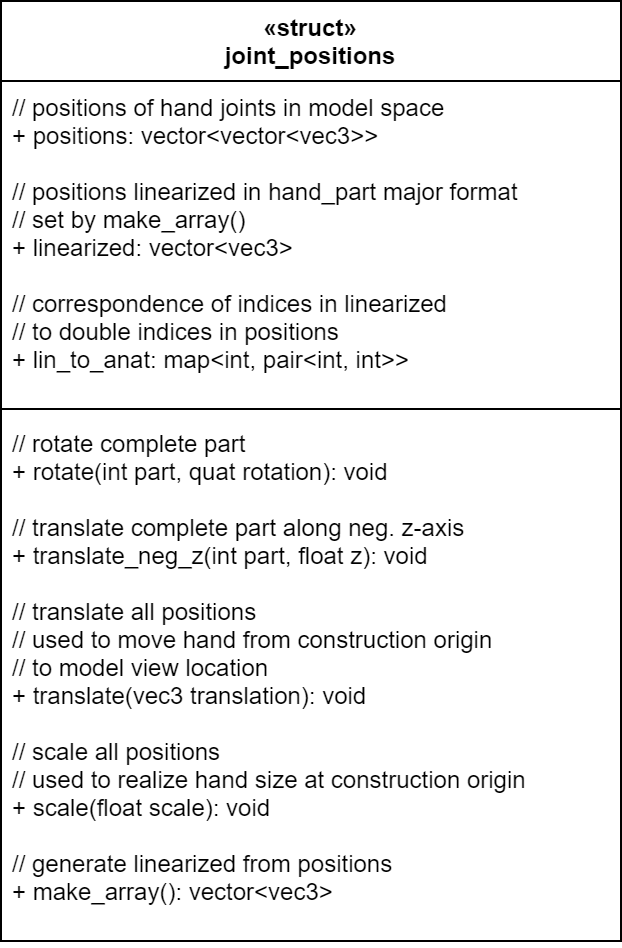 «struct»
joint_positions
// positions of hand joints in model space
+ positions: vector<vector<vec3>>
// positions linearized in hand_part major format
// set by make_array()
+ linearized: vector<vec3>
// correspondence of indices in linearized
// to double indices in positions
+ lin_to_anat: map<int, pair<int, int>>
// rotate complete part
+ rotate(int part, quat rotation): void
// translate complete part along neg. z-axis
+ translate_neg_z(int part, float z): void
// translate all positions
// used to move hand from construction origin
// to model view location
+ translate(vec3 translation): void
// scale all positions
// used to realize hand size at construction origin
+ scale(float scale): void
// generate linearized from positions
+ make_array(): vector<vec3>